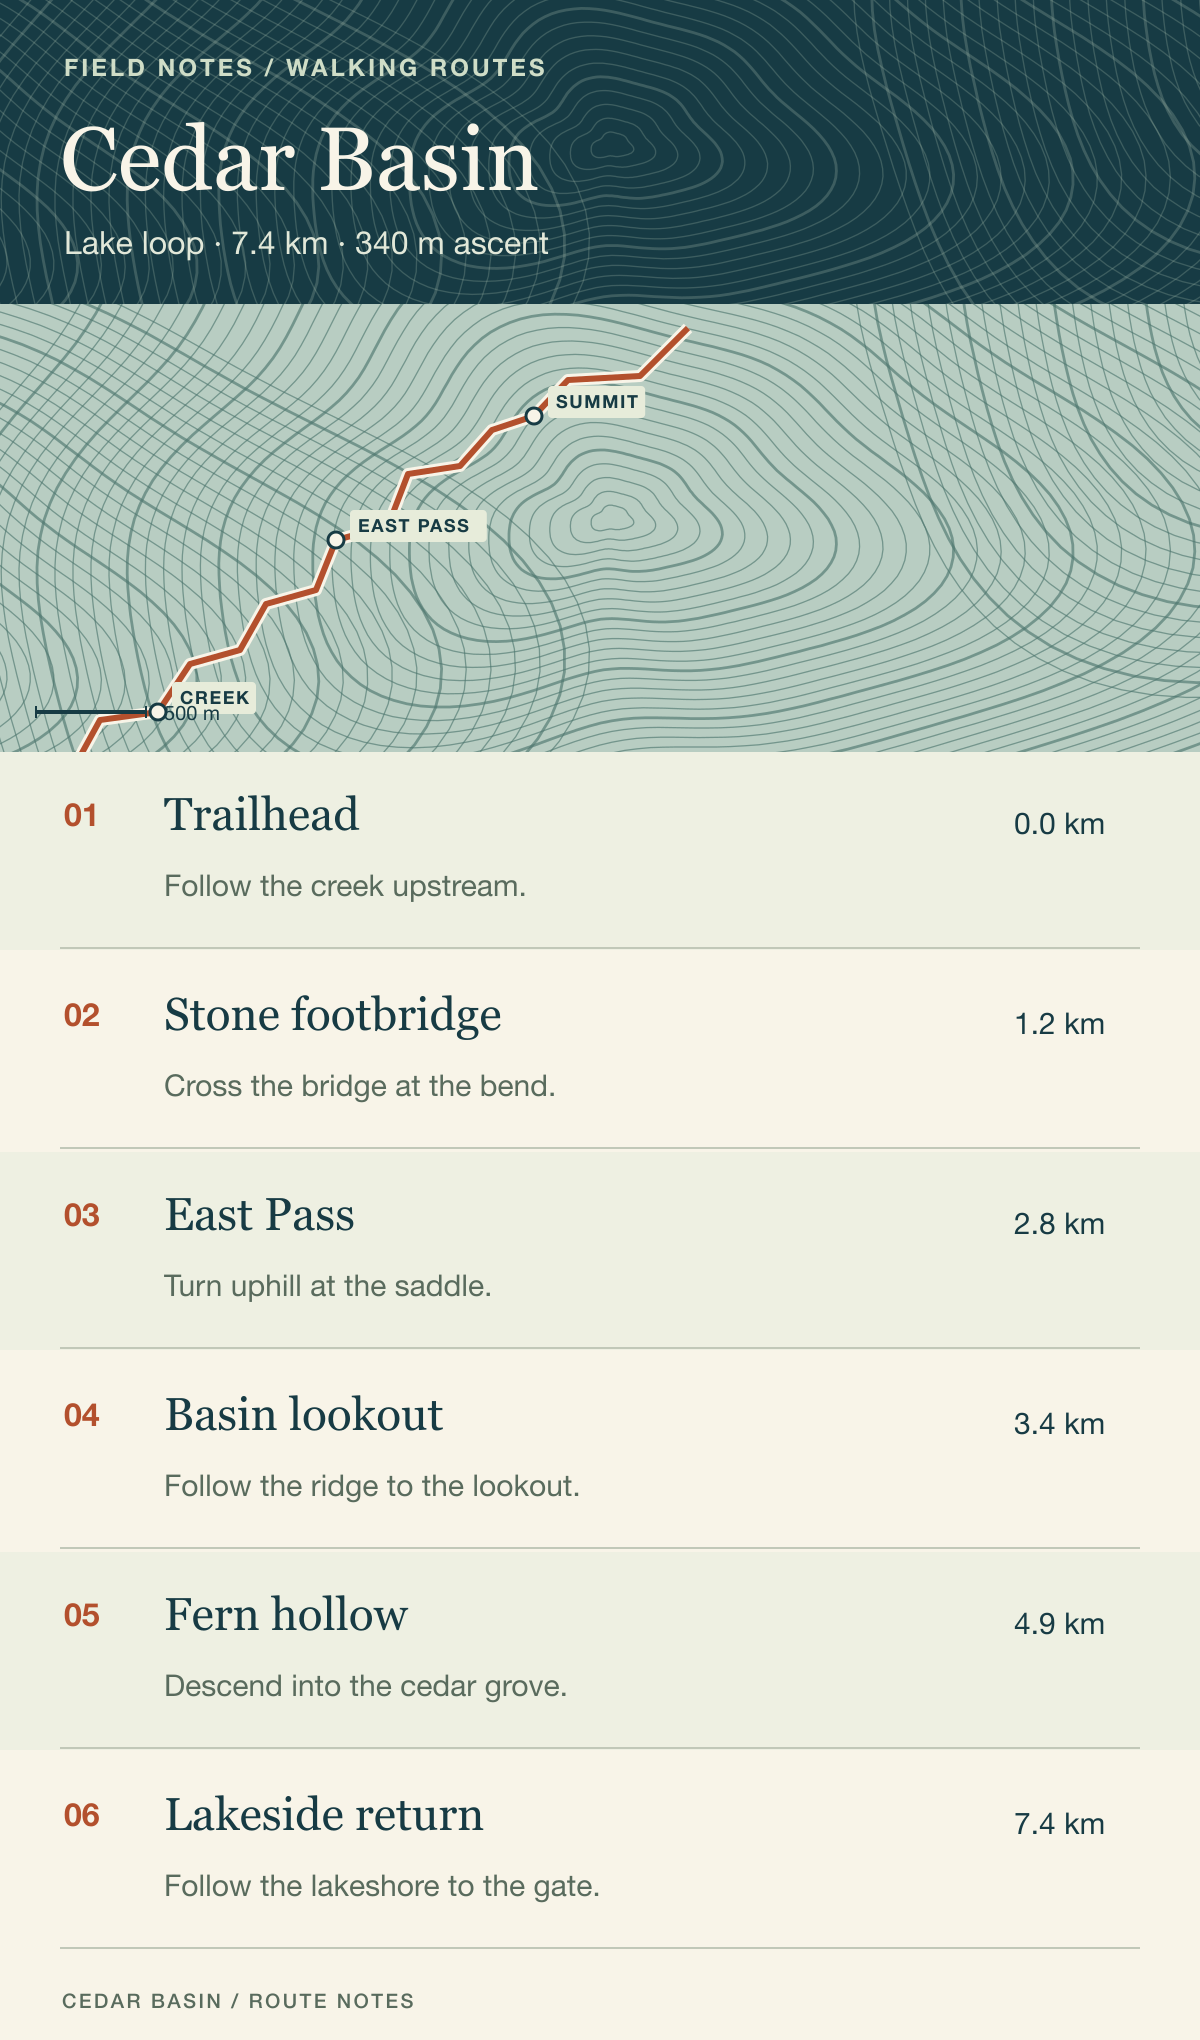 FIELD NOTES / WALKING ROUTES
Cedar Basin
Lake loop · 7.4 km · 340 m ascent
SUMMIT
EAST PASS
CREEK
500 m
01 Trailhead 0.0 km
Follow the creek upstream.
02 Stone footbridge 1.2 km
Cross the bridge at the bend.
03 East Pass 2.8 km
Turn uphill at the saddle.
04 Basin lookout 3.4 km
Follow the ridge to the lookout.
05 Fern hollow 4.9 km
Descend into the cedar grove.
06 Lakeside return 7.4 km
Follow the lakeshore to the gate.
CEDAR BASIN / ROUTE NOTES